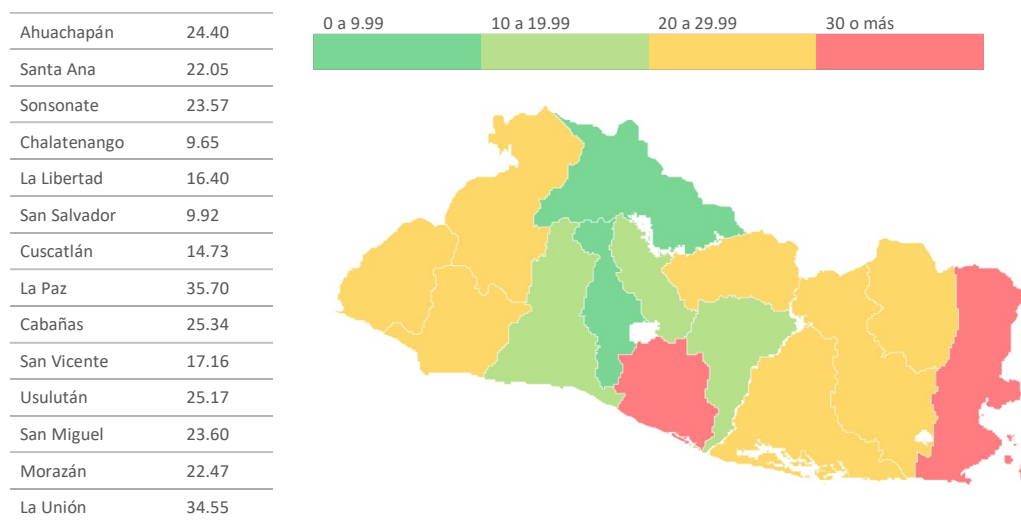 0 a 9.99 10 a 19.99 20 a 29.99 30 o más
Ahuachapán 24.40
Santa Ana 22.05
Sonsonate 23.57
Chalatenango 9.65
La Libertad 16.40
San Salvador 9.92
Cuscatlán 14.73
La Paz 35.70
Cabañas 25.34
San Vicente 17.16
Usulután 25.17
San Miguel 23.60
Morazán 22.47
La Unión 34.55